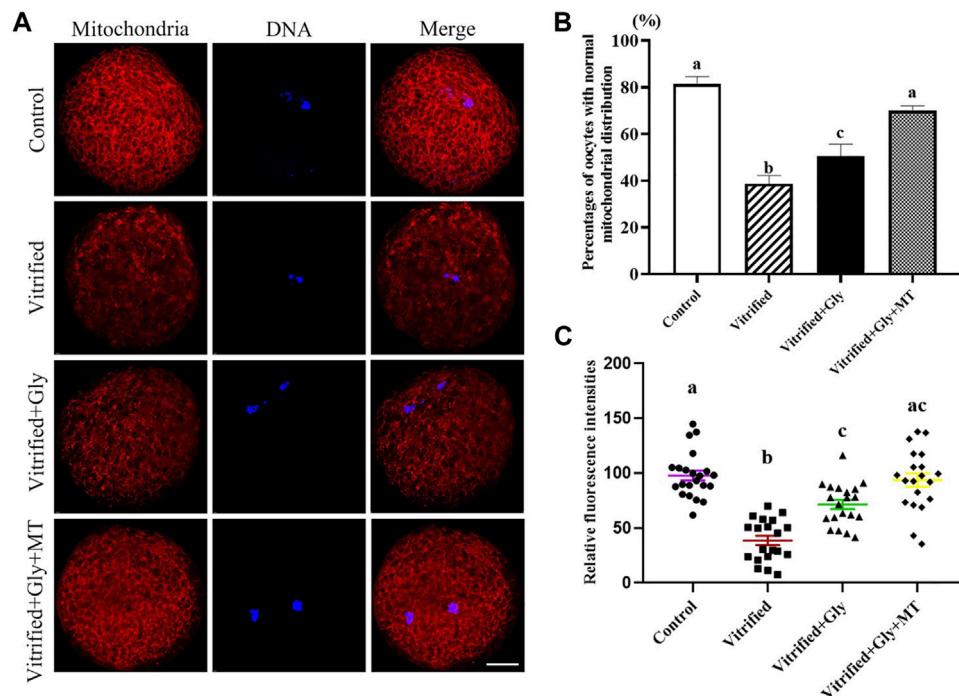 A
Mitochondria DNA Merge
Control
Vitrified
Vitrified+Gly
Vitrified+Gly+MT
B
(%)
Percentages of oocytes with normal
mitochondrial distribution
100
80
60
40
20
0
a
b
c
a
Control
Vitrified
Vitrified+Gly
Vitrified+Gly+MT
C
Relative fluorescence intensities
150
100
50
0
a
b
c
ac
Control
Vitrified
Vitrified+Gly
Vitrified+Gly+MT